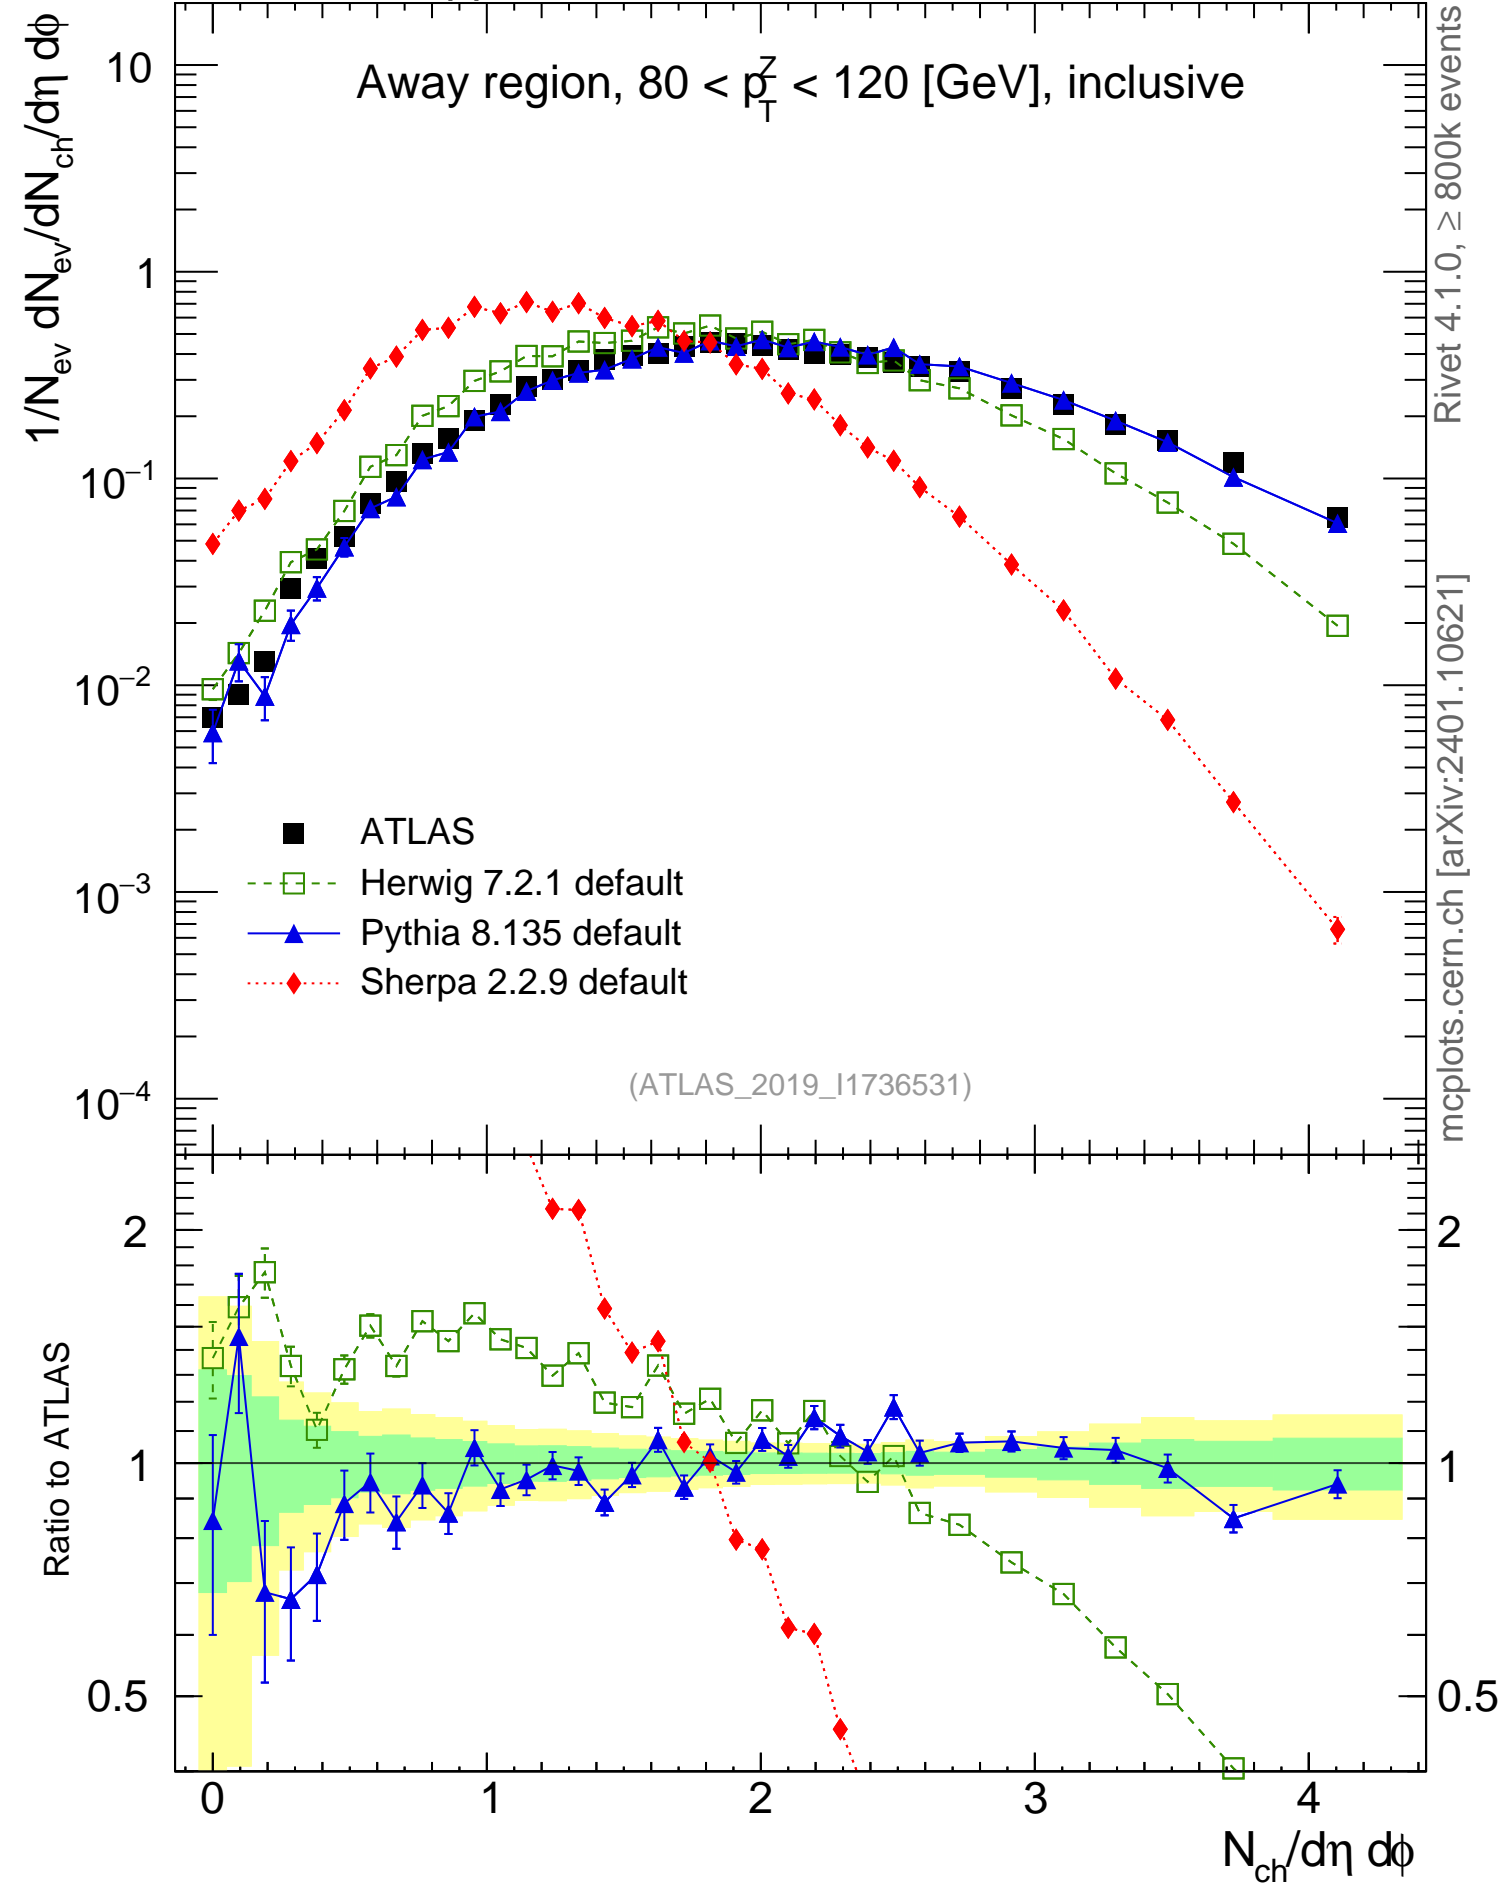 Away region, 80 < p_T^Z < 120 [GeV], inclusive
1/N_ev dN_ev/dN_ch/dη dϕ
10
1
10⁻¹
10⁻²
10⁻³
10⁻⁴
ATLAS
Herwig 7.2.1 default
Pythia 8.135 default
Sherpa 2.2.9 default
(ATLAS_2019_I1736531)
Rivet 4.1.0, ≥ 800k events
mcplots.cern.ch [arXiv:2401.10621]
Ratio to ATLAS
2
1
0.5
2
1
0.5
0 1 2 3 4
N_ch/dη dϕ